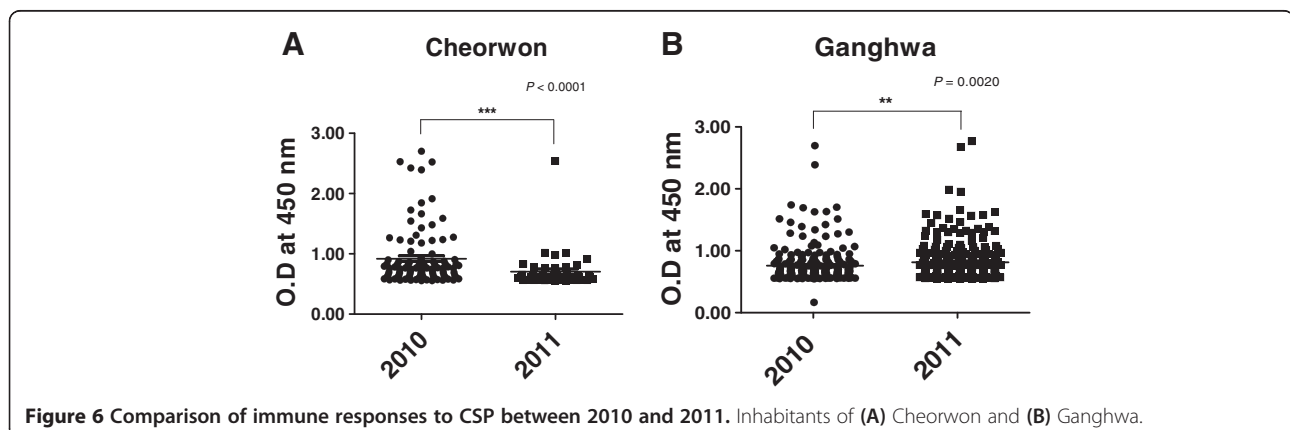 A
Cheorwon
P < 0.0001
***
O.D at 450 nm
3.00
2.00
1.00
0.00
2010
2011
B
Ganghwa
P = 0.0020
**
O.D at 450 nm
3.00
2.00
1.00
0.00
2010
2011
Figure 6 Comparison of immune responses to CSP between 2010 and 2011. Inhabitants of (A) Cheorwon and (B) Ganghwa.